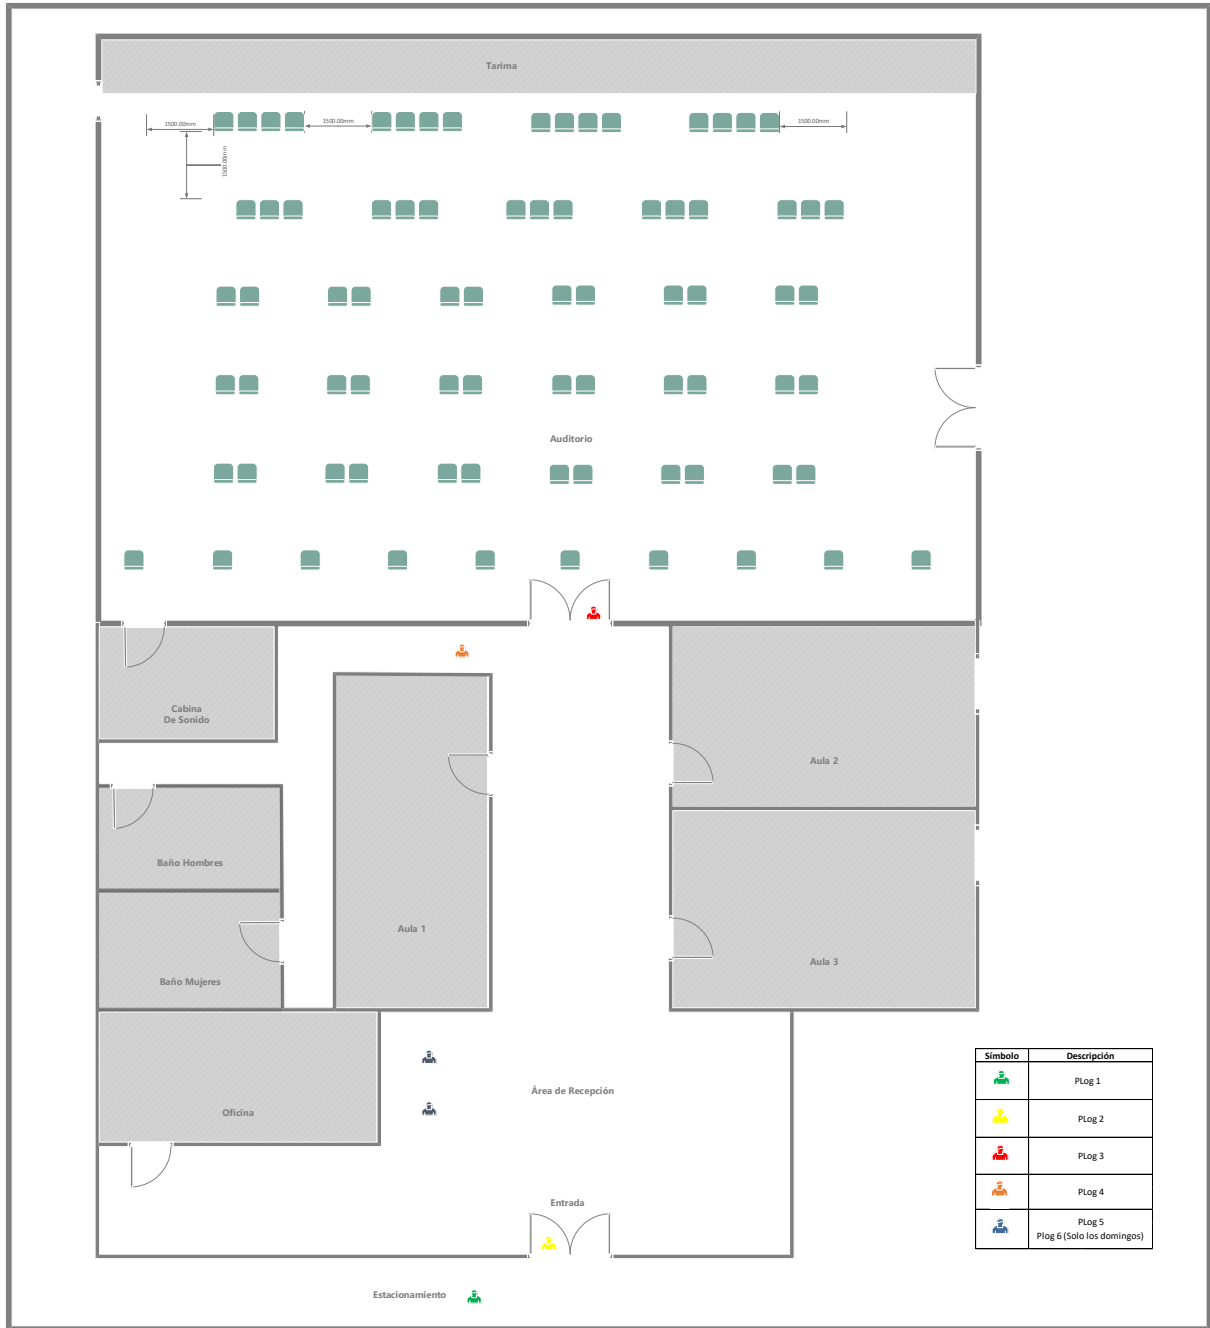 Tarima
1500.00mm
1500.00mm
1500.00mm
1500.00mm
Auditorio
Cabina
De Sonido
Aula 2
Baño Hombres
Aula 1
Aula 3
Baño Mujeres
Área de Recepción
Oficina
Entrada
Estacionamiento
Símbolo Descripción
PLog 1
PLog 2
PLog 3
PLog 4
PLog 5
Plog 6 (Solo los domingos)